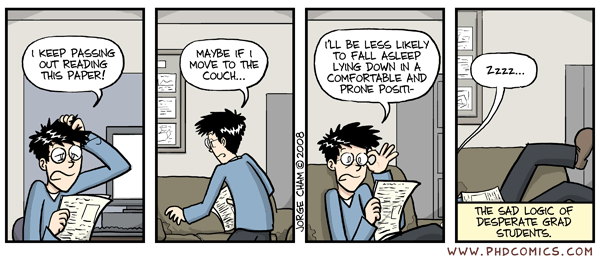 I KEEP PASSING
OUT READING
THIS PAPER!
MAYBE IF I
MOVE TO THE
COUCH...
I'LL BE LESS LIKELY
TO FALL ASLEEP
LYING DOWN IN A
COMFORTABLE AND
PRONE POSITI-
ZZZZ...
JORGE CHAM © 2008
THE SAD LOGIC OF
DESPERATE GRAD
STUDENTS.
WWW.PHDCOMICS.COM